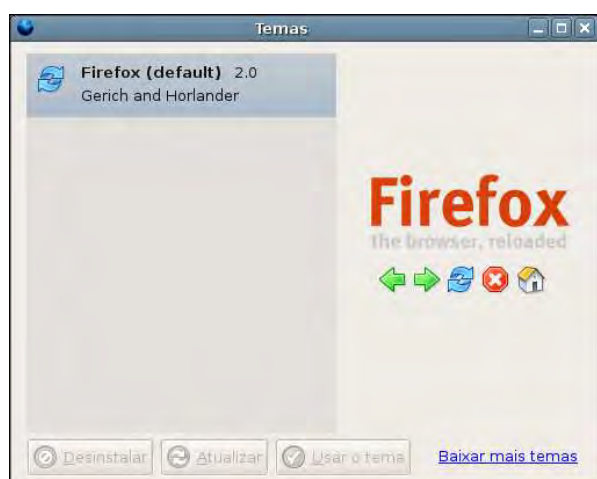 Temas
Firefox (default) 2.0
Gerich and Horlander
Firefox
the browser, reloaded
Desinstalar Atualizar Usar o tema Baixar mais temas